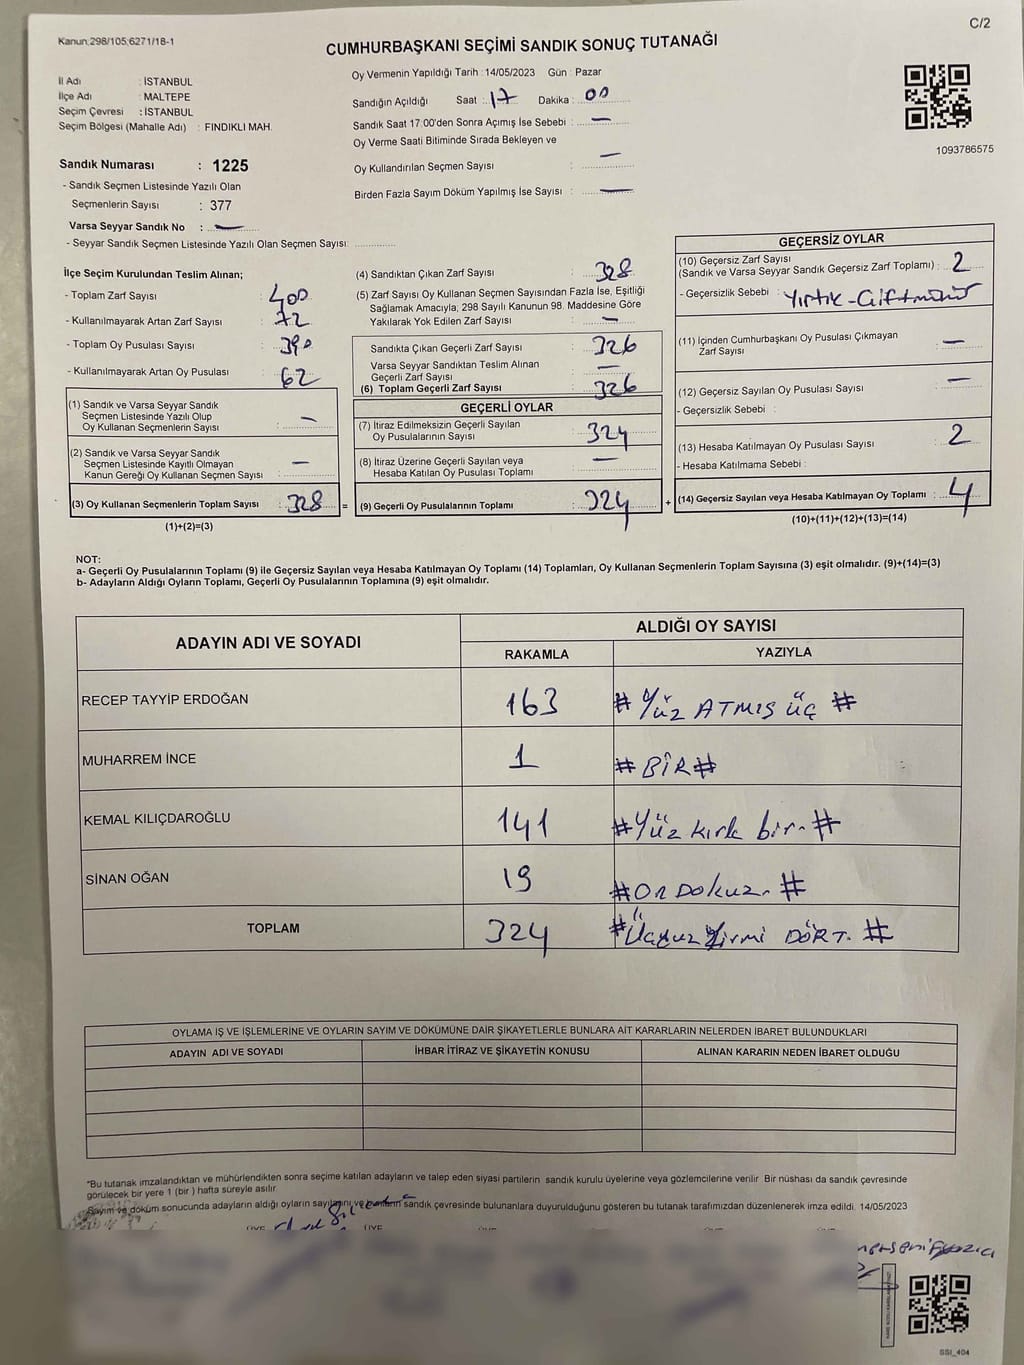 C/2
Kanun:298/105,6271/18-1
CUMHURBAŞKANI SEÇİMİ SANDIK SONUÇ TUTANAĞI
İl Adı : İSTANBUL
İlçe Adı : MALTEPE
Seçim Çevresi : İSTANBUL
Seçim Bölgesi (Mahalle Adı) : FINDIKLI MAH.
Oy Vermenin Yapıldığı Tarih : 14/05/2023 Gün : Pazar
Sandığın Açıldığı Saat : 17 Dakika : 00
Sandık Saat 17:00'den Sonra Açımış İse Sebebi : —
Oy Verme Saati Bitiminde Sırada Bekleyen ve
Oy Kullandırılan Seçmen Sayısı : —
Birden Fazla Sayım Döküm Yapılmış İse Sayısı : —
1093786575
Sandık Numarası : 1225
- Sandık Seçmen Listesinde Yazılı Olan
Seçmenlerin Sayısı : 377
Varsa Seyyar Sandık No : —
- Seyyar Sandık Seçmen Listesinde Yazılı Olan Seçmen Sayısı:
İlçe Seçim Kurulundan Teslim Alınan;
- Toplam Zarf Sayısı : 400
- Kullanılmayarak Artan Zarf Sayısı : 72
- Toplam Oy Pusulası Sayısı : 390
- Kullanılmayarak Artan Oy Pusulası : 62
(1) Sandık ve Varsa Seyyar Sandık
Seçmen Listesinde Yazılı Olup
Oy Kullanan Seçmenlerin Sayısı : —
(2) Sandık ve Varsa Seyyar Sandık
Seçmen Listesinde Kayıtlı Olmayan
Kanun Gereği Oy Kullanan Seçmen Sayısı : —
(3) Oy Kullanan Seçmenlerin Toplam Sayısı : 328 =
(1)+(2)=(3)
(4) Sandıktan Çıkan Zarf Sayısı : 328
(5) Zarf Sayısı Oy Kullanan Seçmen Sayısından Fazla İse, Eşitliği
Sağlamak Amacıyla; 298 Sayılı Kanunun 98. Maddesine Göre
Yakılarak Yok Edilen Zarf Sayısı : —
Sandıkta Çıkan Geçerli Zarf Sayısı : 326
Varsa Seyyar Sandıktan Teslim Alınan
Geçerli Zarf Sayısı : —
(6) Toplam Geçerli Zarf Sayısı : 326
GEÇERLİ OYLAR
(7) İtiraz Edilmeksizin Geçerli Sayılan
Oy Pusulalarının Sayısı : 324
(8) İtiraz Üzerine Geçerli Sayılan veya
Hesaba Katılan Oy Pusulası Toplamı : —
(9) Geçerli Oy Pusulalarının Toplamı : 324 +
GEÇERSİZ OYLAR
(10) Geçersiz Zarf Sayısı
(Sandık ve Varsa Seyyar Sandık Geçersiz Zarf Toplamı) : 2
- Geçersizlik Sebebi : Yırtık - Çift mühür
(11) İçinden Cumhurbaşkanı Oy Pusulası Çıkmayan
Zarf Sayısı : —
(12) Geçersiz Sayılan Oy Pusulası Sayısı : —
- Geçersizlik Sebebi :
(13) Hesaba Katılmayan Oy Pusulası Sayısı : 2
- Hesaba Katılmama Sebebi :
(14) Geçersiz Sayılan veya Hesaba Katılmayan Oy Toplamı : 4
(10)+(11)+(12)+(13)=(14)
NOT:
a- Geçerli Oy Pusulalarının Toplamı (9) ile Geçersiz Sayılan veya Hesaba Katılmayan Oy Toplamı (14) Toplamları, Oy Kullanan Seçmenlerin Toplam Sayısına (3) eşit olmalıdır. (9)+(14)=(3)
b- Adayların Aldığı Oyların Toplamı, Geçerli Oy Pusulalarının Toplamına (9) eşit olmalıdır.
ADAYIN ADI VE SOYADI
ALDIĞI OY SAYISI
RAKAMLA YAZIYLA
RECEP TAYYİP ERDOĞAN 163 # Yüz ATMIŞ ÜÇ #
MUHARREM İNCE 1 # BİR #
KEMAL KILIÇDAROĞLU 141 # Yüz kırk bir. #
SİNAN OĞAN 19 # On Dokuz. #
TOPLAM 324 # Üçyüz Yirmi DÖRT. #
OYLAMA İŞ VE İŞLEMLERİNE VE OYLARIN SAYIM VE DÖKÜMÜNE DAİR ŞİKAYETLERLE BUNLARA AİT KARARLARIN NELERDEN İBARET BULUNDUKLARI
ADAYIN ADI VE SOYADI İHBAR İTİRAZ VE ŞİKAYETİN KONUSU ALINAN KARARIN NEDEN İBARET OLDUĞU
*Bu tutanak imzalandıktan ve mühürlendikten sonra seçime katılan adayların ve talep eden siyasi partilerin sandık kurulu üyelerine veya gözlemcilerine verilir. Bir nüshası da sandık çevresinde
görülecek bir yere 1 (bir) hafta süreyle asılır.
Sayım ve döküm sonucunda adayların aldığı oyların sayılarını ve bunların sandık çevresinde bulunanlara duyurulduğunu gösteren bu tutanak tarafımızdan düzenlenerek imza edildi. 14/05/2023
SSI_404